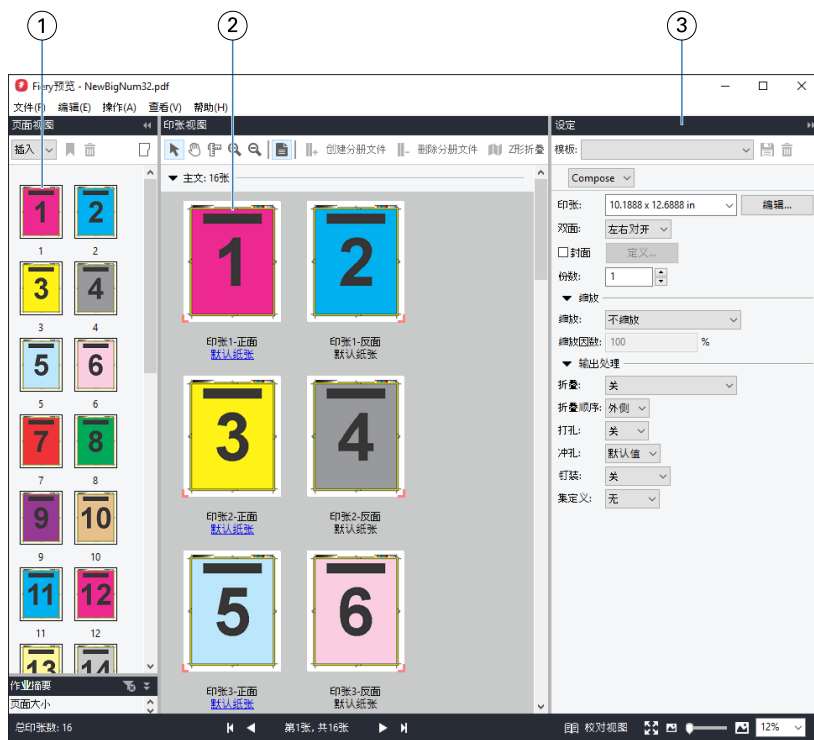 1 2 3
Fiery预览 - NewBigNum32.pdf
文件(F) 编辑(E) 操作(A) 查看(V) 帮助(H)
页面视图
插入
1 2
1 2
3 4
3 4
5 6
5 6
7 8
7 8
9 10
9 10
11 12
11 12
13 14
作业摘要
页面大小
印张视图
创建分册文件 删除分册文件 Z形折叠
主文: 16张
1 2
印张1-正面 印张1-反面
默认纸张 默认纸张
3 4
印张2-正面 印张2-反面
默认纸张 默认纸张
5 6
印张3-正面 印张3-反面
默认纸张 默认纸张
设定
模板:
Compose
印张: 10.1888 x 12.6888 in 编辑...
双面: 左右对开
封面 定义...
份数: 1
缩放
缩放: 不缩放
缩放因数: 100 %
输出处理
折叠: 关
折叠顺序: 外侧
打孔: 关
冲孔: 默认值
钉装: 关
集定义: 无
总印张数: 16 第1张, 共16张 校对视图 12%